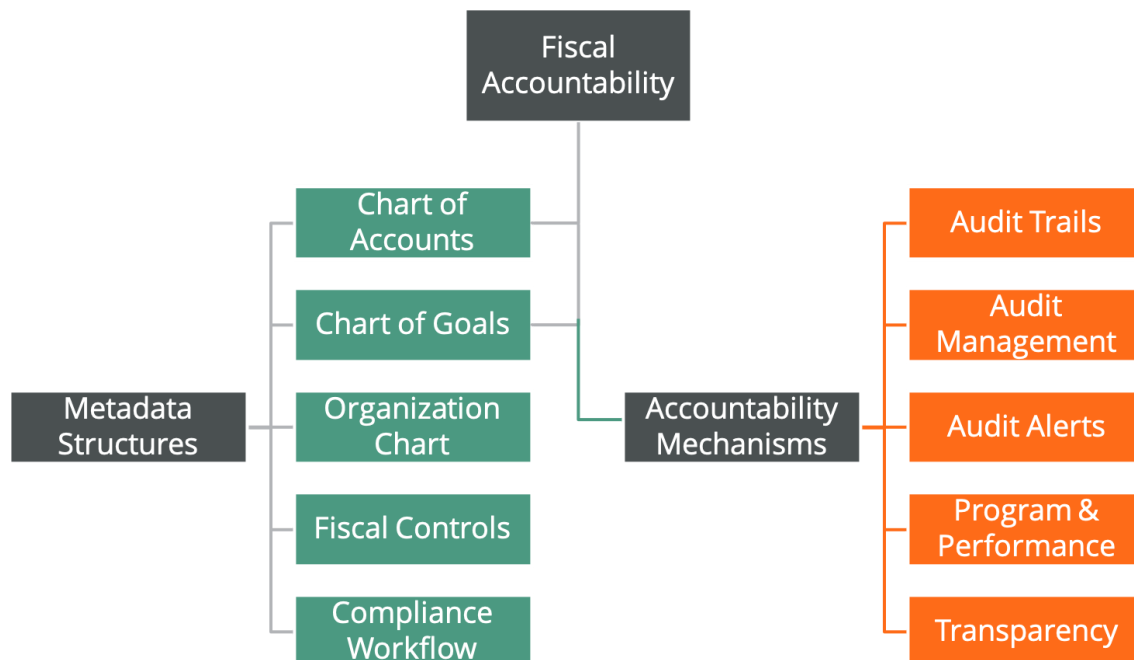 Fiscal
Accountability
Chart of
Accounts
Chart of Goals
Metadata
Structures
Organization
Chart
Fiscal Controls
Compliance
Workflow
Accountability
Mechanisms
Audit Trails
Audit
Management
Audit Alerts
Program &
Performance
Transparency